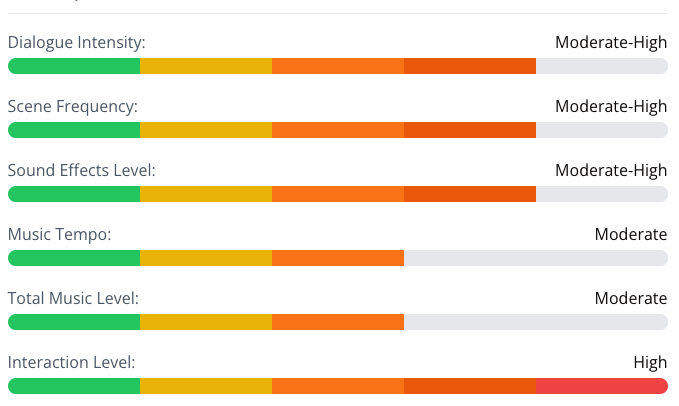 Dialogue Intensity: Moderate-High
Scene Frequency: Moderate-High
Sound Effects Level: Moderate-High
Music Tempo: Moderate
Total Music Level: Moderate
Interaction Level: High